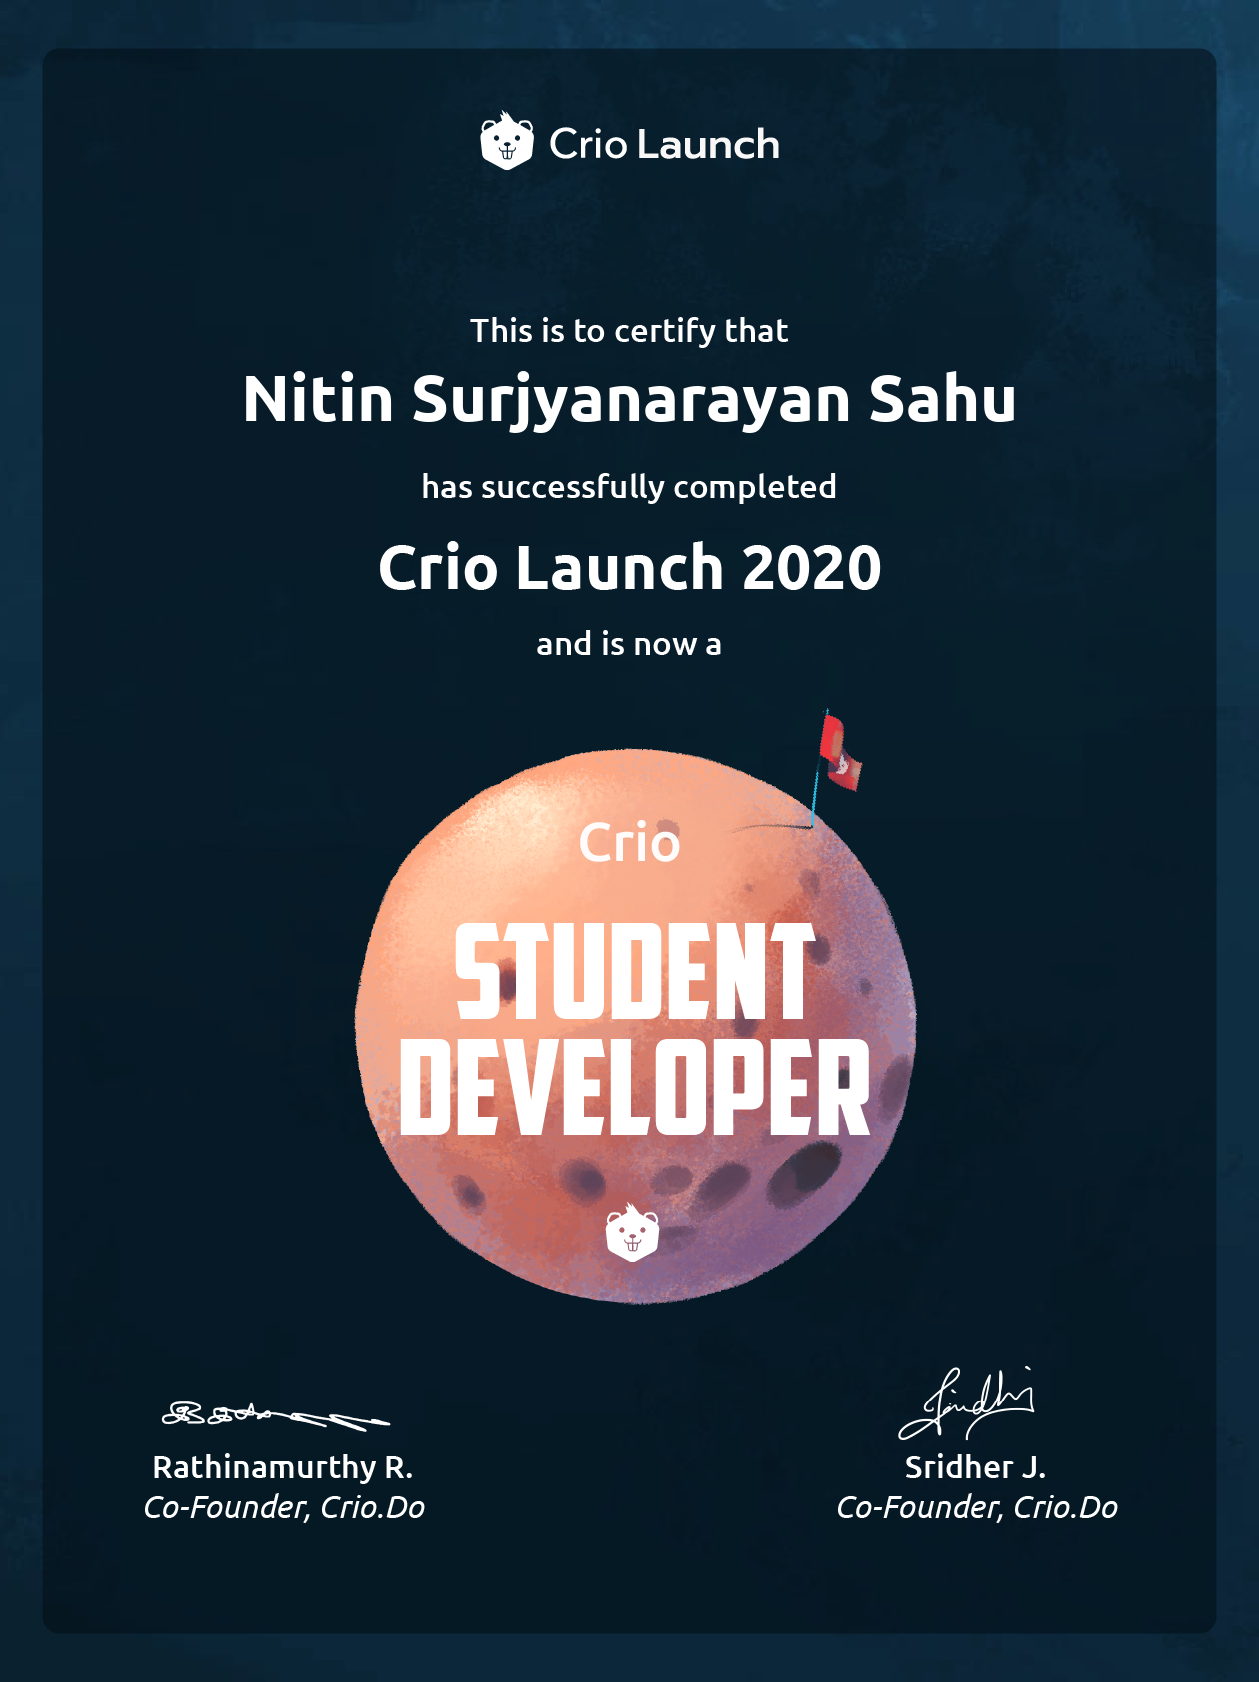 Crio Launch
This is to certify that
Nitin Surjyanarayan Sahu
has successfully completed
Crio Launch 2020
and is now a
Crio
STUDENT
DEVELOPER
Rathinamurthy R.
Co-Founder, Crio.Do
Sridher J.
Co-Founder, Crio.Do